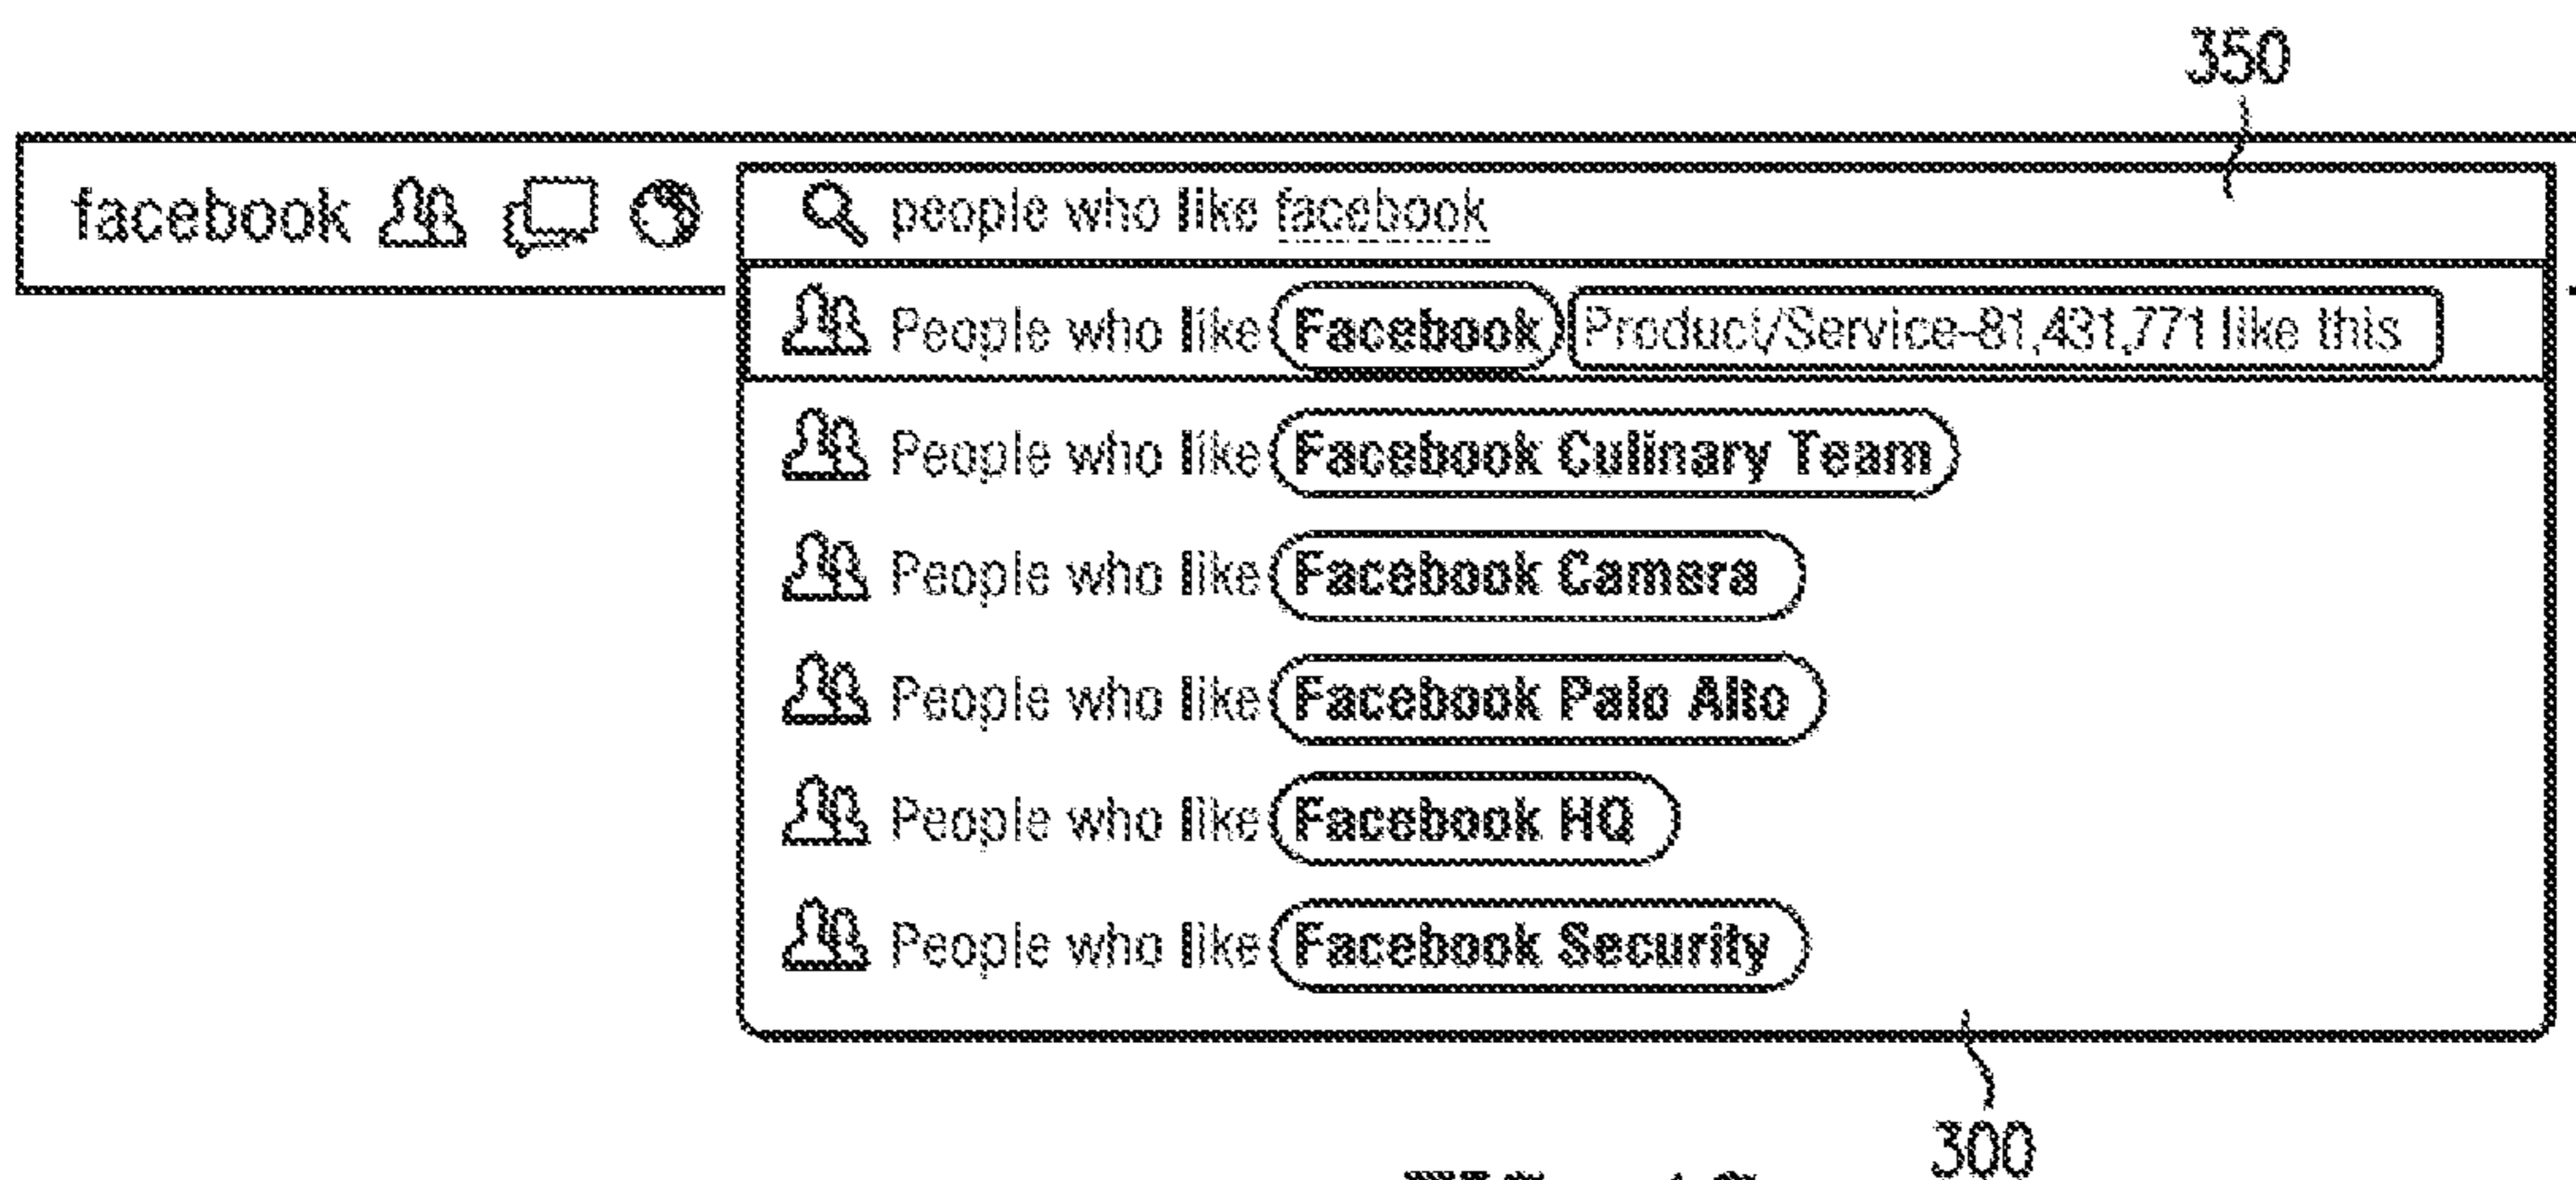 350
facebook people who like facebook
People who like Facebook Product/Service-81,431,771 like this
People who like Facebook Culinary Team
People who like Facebook Camera
People who like Facebook Palo Alto
People who like Facebook HQ
People who like Facebook Security
300